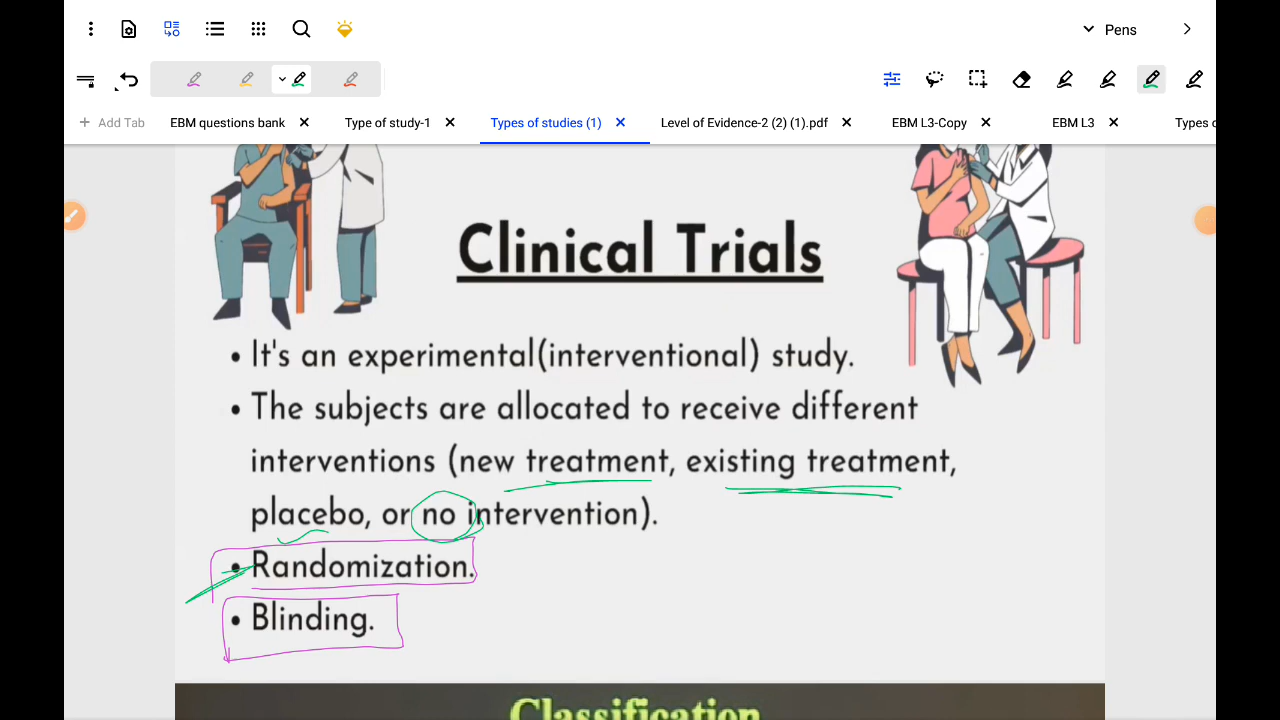 Pens
Add Tab
EBM questions bank
Type of study-1
Types of studies (1)
Level of Evidence-2 (2) (1).pdf
EBM L3-Copy
EBM L3
Types
Clinical Trials
• It's an experimental(interventional) study.
• The subjects are allocated to receive different
interventions (new treatment, existing treatment,
placebo, or no intervention).
• Randomization.
• Blinding.
Classification